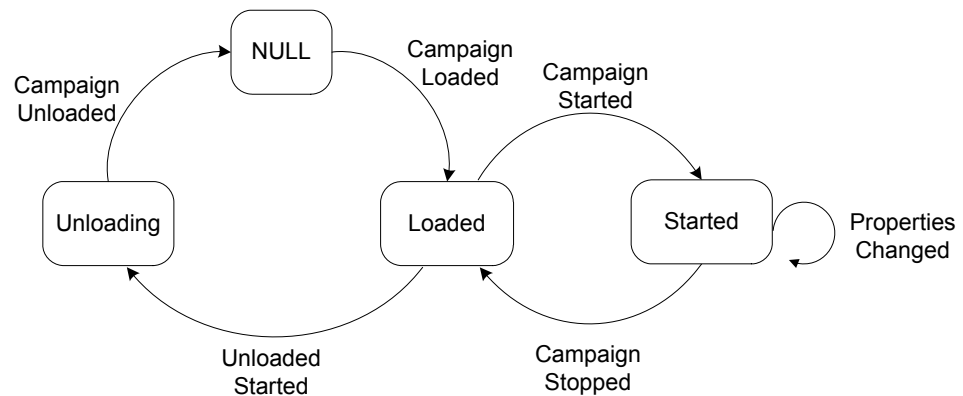 NULL
Campaign
Loaded
Campaign
Unloaded
Campaign
Started
Unloading
Loaded
Started
Properties
Changed
Unloaded
Started
Campaign
Stopped